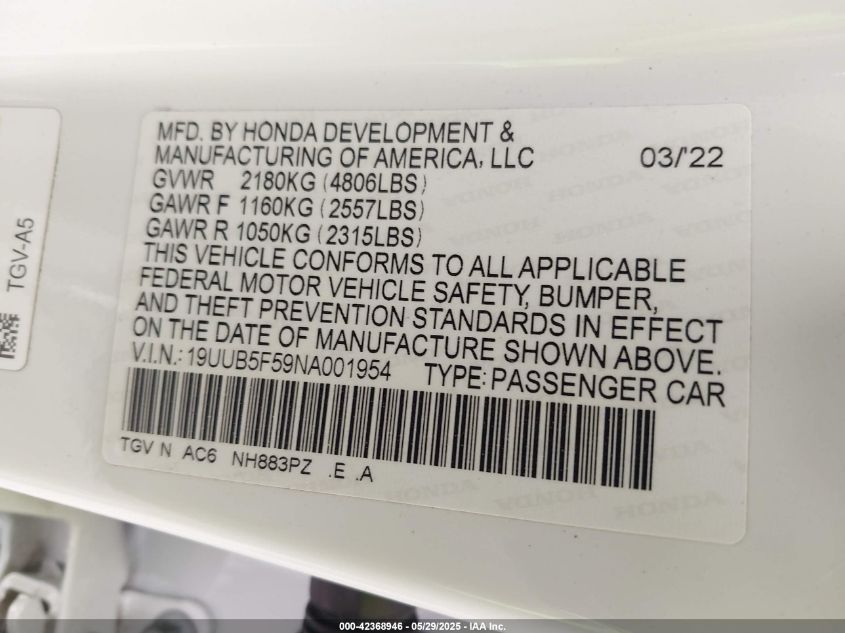 MFD. BY HONDA DEVELOPMENT &
MANUFACTURING OF AMERICA, LLC 03/'22
GVWR 2180KG (4806LBS)
GAWR F 1160KG (2557LBS)
GAWR R 1050KG (2315LBS)
THIS VEHICLE CONFORMS TO ALL APPLICABLE
FEDERAL MOTOR VEHICLE SAFETY, BUMPER,
AND THEFT PREVENTION STANDARDS IN EFFECT
ON THE DATE OF MANUFACTURE SHOWN ABOVE.
V.I.N.: 19UUB5F59NA001954 TYPE: PASSENGER CAR
TGV N AC6 NH883PZ .E .A
TGV-A5
HONDA HONDA HONDA
000-42368946 - 05/29/2025 - IAA Inc.